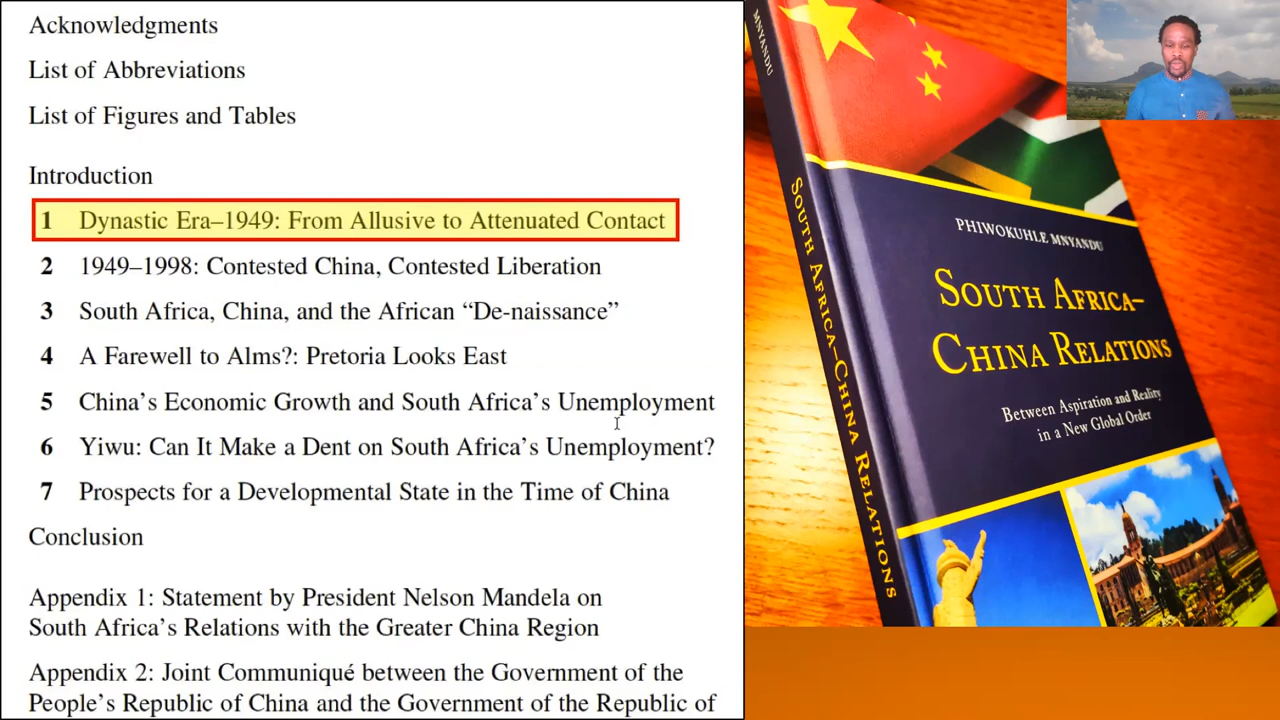 Acknowledgments
List of Abbreviations
List of Figures and Tables
Introduction
1 Dynastic Era–1949: From Allusive to Attenuated Contact
2 1949–1998: Contested China, Contested Liberation
3 South Africa, China, and the African “De-naissance”
4 A Farewell to Alms?: Pretoria Looks East
5 China’s Economic Growth and South Africa’s Unemployment
6 Yiwu: Can It Make a Dent on South Africa’s Unemployment?
7 Prospects for a Developmental State in the Time of China
Conclusion
Appendix 1: Statement by President Nelson Mandela on
South Africa’s Relations with the Greater China Region
Appendix 2: Joint Communiqué between the Government of the
People’s Republic of China and the Government of the Republic of
MNYANDU
SOUTH AFRICA–CHINA RELATIONS
PHIWOKUHLE MNYANDU
SOUTH AFRICA–
CHINA RELATIONS
Between Aspiration and Reality
in a New Global Order